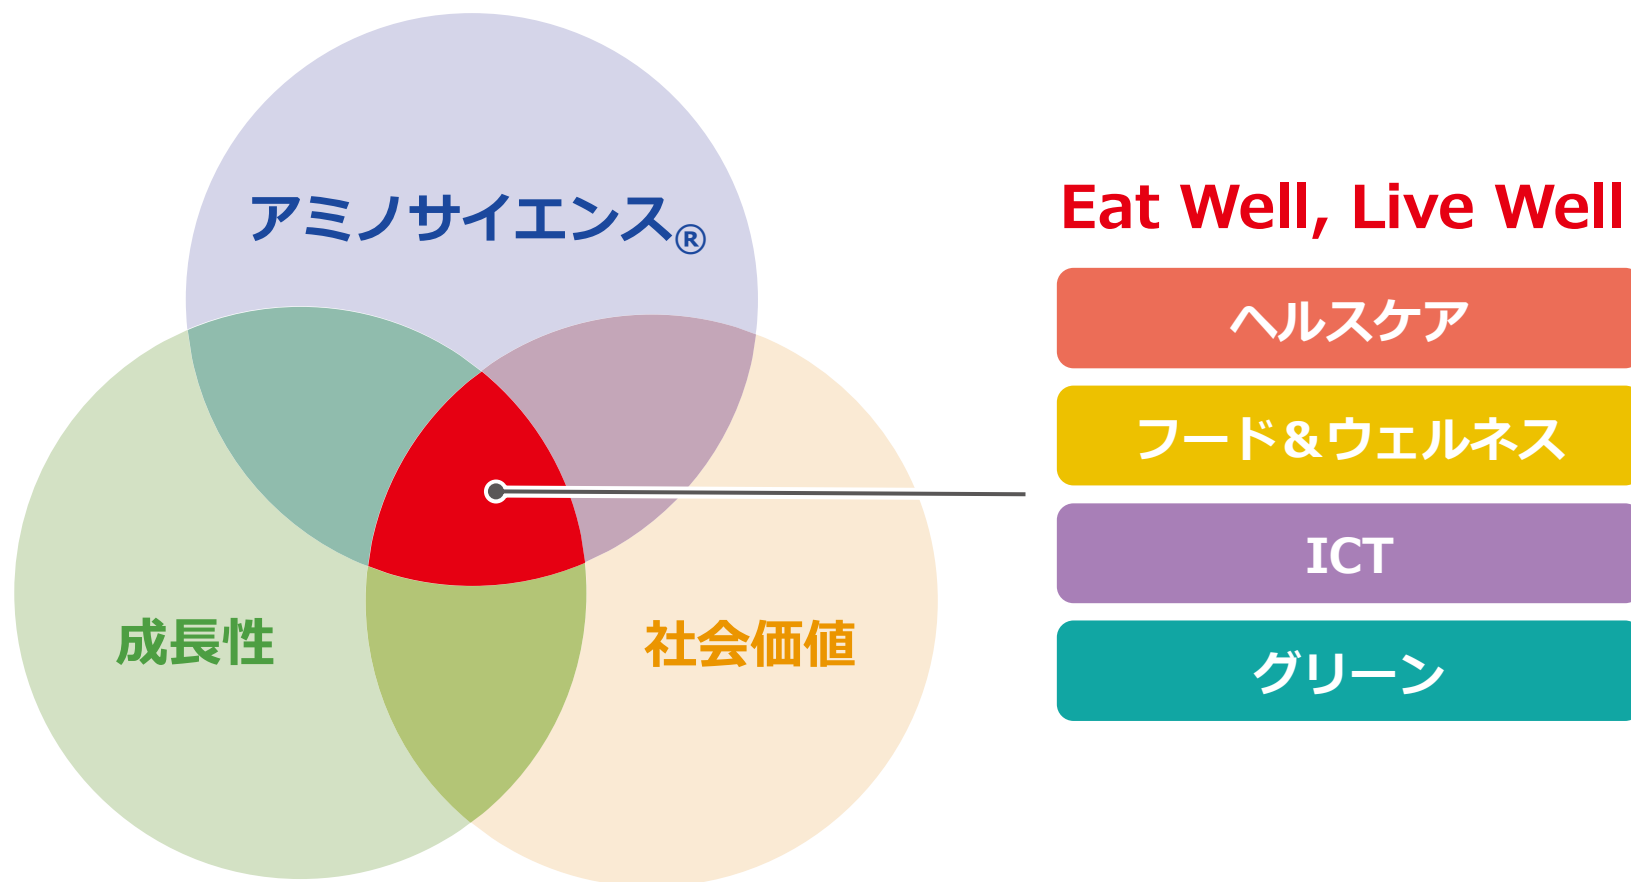 アミノサイエンス®
成長性
社会価値
Eat Well, Live Well
ヘルスケア
フード＆ウェルネス
ICT
グリーン